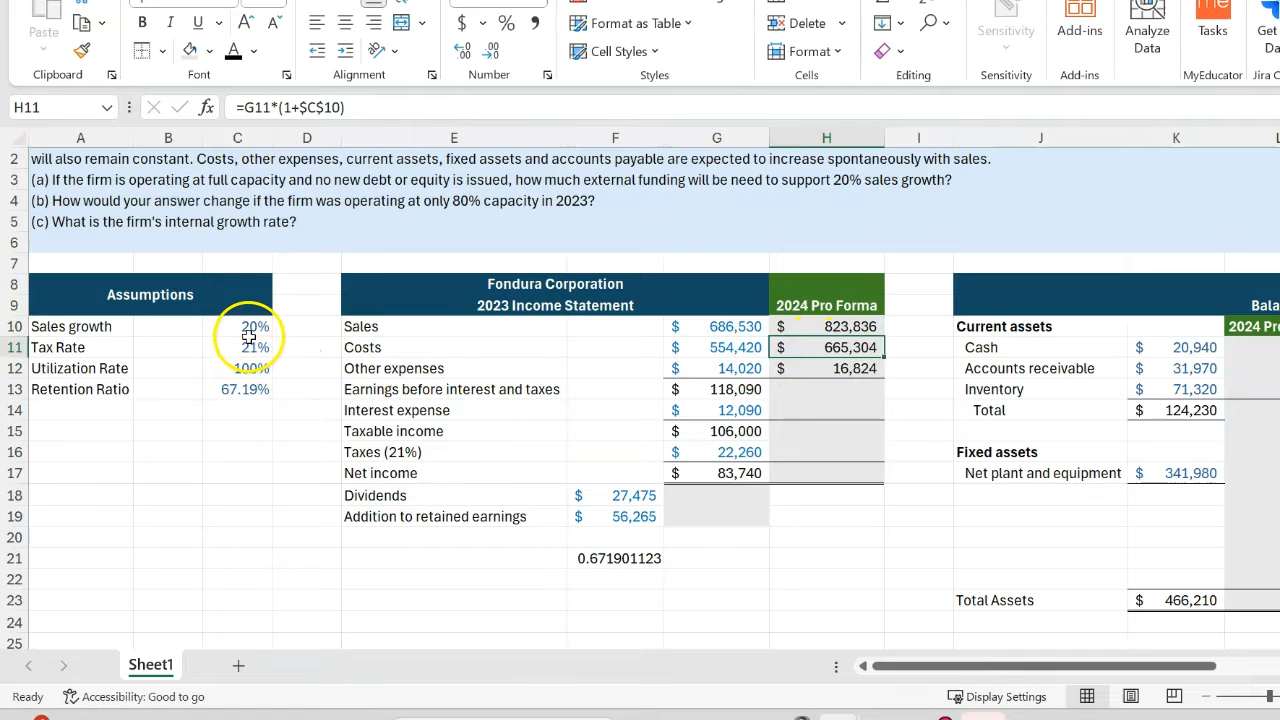 Paste
B I U A A
$ % 9
Format as Table
Cell Styles
Delete
Format
Sensitivity
Add-ins
Analyze
Data
Tasks
Get
Da
Clipboard
Font
Alignment
Number
Styles
Cells
Editing
Sensitivity
Add-ins
MyEducator
Jira C
H11 fx =G11*(1+$C$10)
A B C D E F G H I J K L
2 will also remain constant. Costs, other expenses, current assets, fixed assets and accounts payable are expected to increase spontaneously with sales.
3 (a) If the firm is operating at full capacity and no new debt or equity is issued, how much external funding will be need to support 20% sales growth?
4 (b) How would your answer change if the firm was operating at only 80% capacity in 2023?
5 (c) What is the firm's internal growth rate?
6
7
8 Fondura Corporation
Assumptions
9 2023 Income Statement 2024 Pro Forma Bala
10 Sales growth 20% Sales $ 686,530 $ 823,836 Current assets 2024 Pro
11 Tax Rate 21% Costs $ 554,420 $ 665,304 Cash $ 20,940
12 Utilization Rate 100% Other expenses $ 14,020 $ 16,824 Accounts receivable $ 31,970
13 Retention Ratio 67.19% Earnings before interest and taxes $ 118,090 Inventory $ 71,320
14 Interest expense $ 12,090 Total $ 124,230
15 Taxable income $ 106,000
16 Taxes (21%) $ 22,260 Fixed assets
17 Net income $ 83,740 Net plant and equipment $ 341,980
18 Dividends $ 27,475
19 Addition to retained earnings $ 56,265
20
21 0.671901123
22
23 Total Assets $ 466,210
24
25
Sheet1
Ready Accessibility: Good to go Display Settings